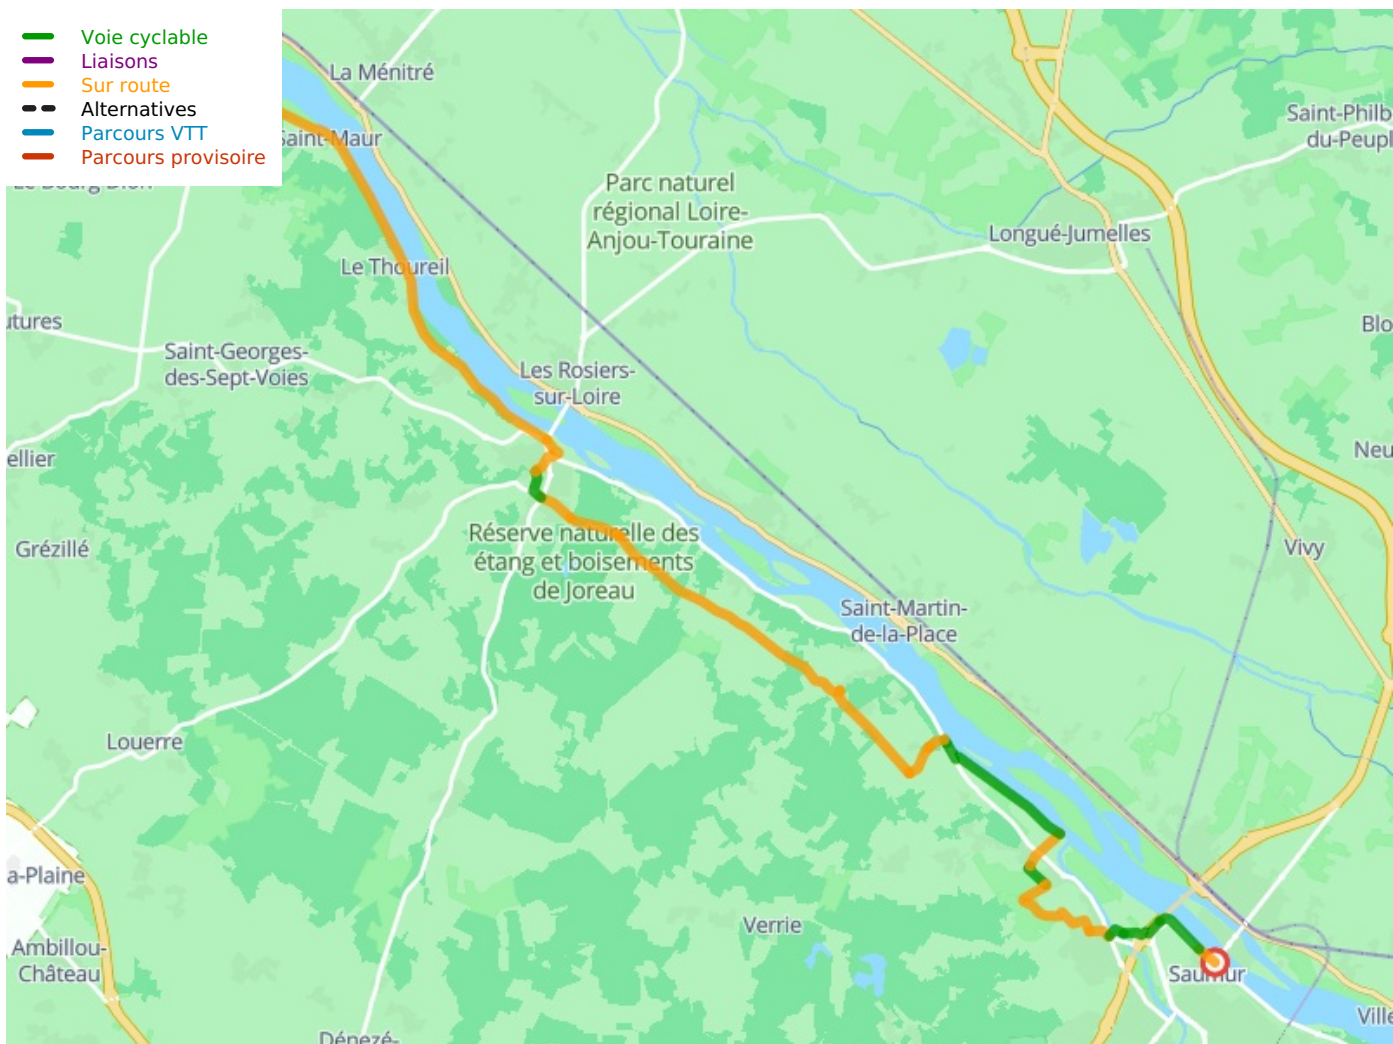 Voie cyclable
Liaisons
Sur route
Alternatives
Parcours VTT
Parcours provisoire
La Ménitré
Saint-Maur
Saint-Philb
du-Peupl
Parc naturel
régional Loire-
Anjou-Touraine
Longué-Jumelles
Le Thoureil
utures
Saint-Georges-
des-Sept-Voies
Blo
Les Rosiers-
sur-Loire
ellier
Neu
Grézillé
Réserve naturelle des
étang et boisements
de Joreau
Vivy
Saint-Martin-
de-la-Place
Louerre
a-Plaine
Verrie
Ambillou-
Château
Saumur
Ville
Dénezé-